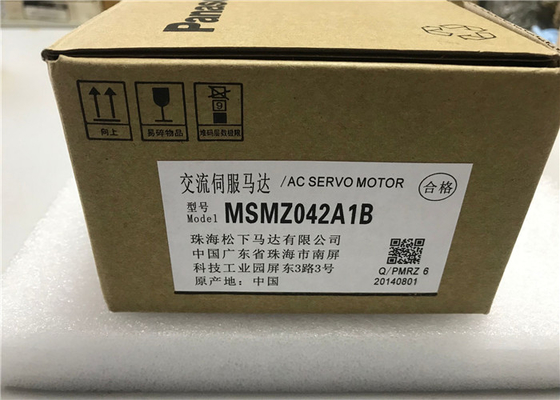 Panas
6
向上
易碎物品
堆码层数极限
交流伺服马达 /AC SERVO MOTOR 合格
型号 Model MSMZ042A1B
珠海松下马达有限公司
中国广东省珠海市南屏
科技工业园屏东3路3号
原产地：中国
Q/PMRZ 6
20140801